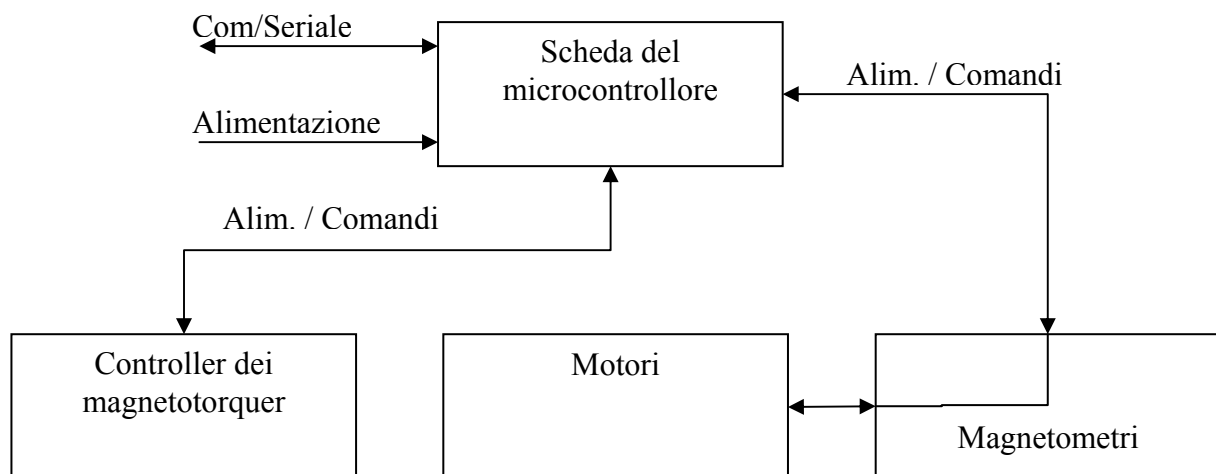 Com/Seriale
Scheda del
microcontrollore
Alim. / Comandi
Alimentazione
Alim. / Comandi
Controller dei
magnetotorquer
Motori
Magnetometri